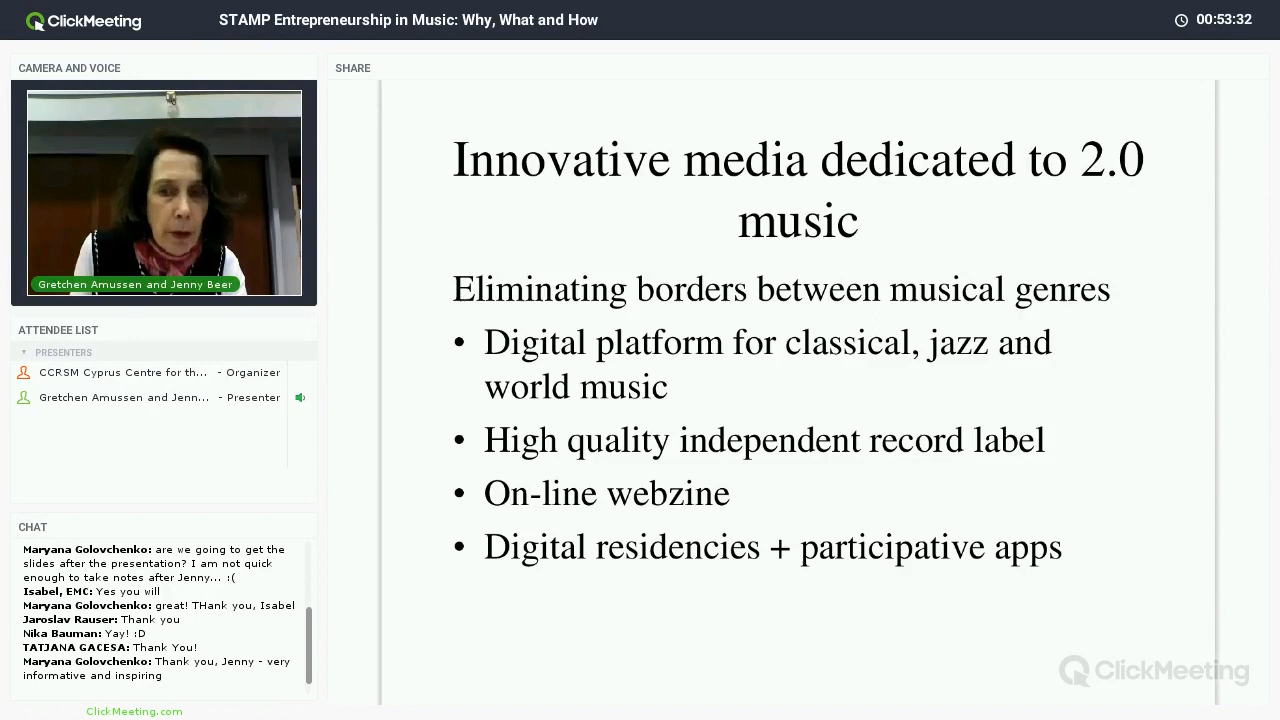 ClickMeeting
STAMP Entrepreneurship in Music: Why, What and How
00:53:32
CAMERA AND VOICE
Gretchen Amussen and Jenny Beer
ATTENDEE LIST
PRESENTERS
CCRSM Cyprus Centre for th... - Organizer
Gretchen Amussen and Jenn... - Presenter
CHAT
Maryana Golovchenko: are we going to get the
slides after the presentation? I am not quick
enough to take notes after Jenny... :(
Isabel, EMC: Yes you will
Maryana Golovchenko: great! THank you, Isabel
Jaroslav Rauser: Thank you
Nika Bauman: Yay! :D
TATJANA GACESA: Thank You!
Maryana Golovchenko: Thank you, Jenny - very
informative and inspiring
ClickMeeting.com
SHARE
Innovative media dedicated to 2.0
music
Eliminating borders between musical genres
• Digital platform for classical, jazz and
world music
• High quality independent record label
• On-line webzine
• Digital residencies + participative apps
ClickMeeting